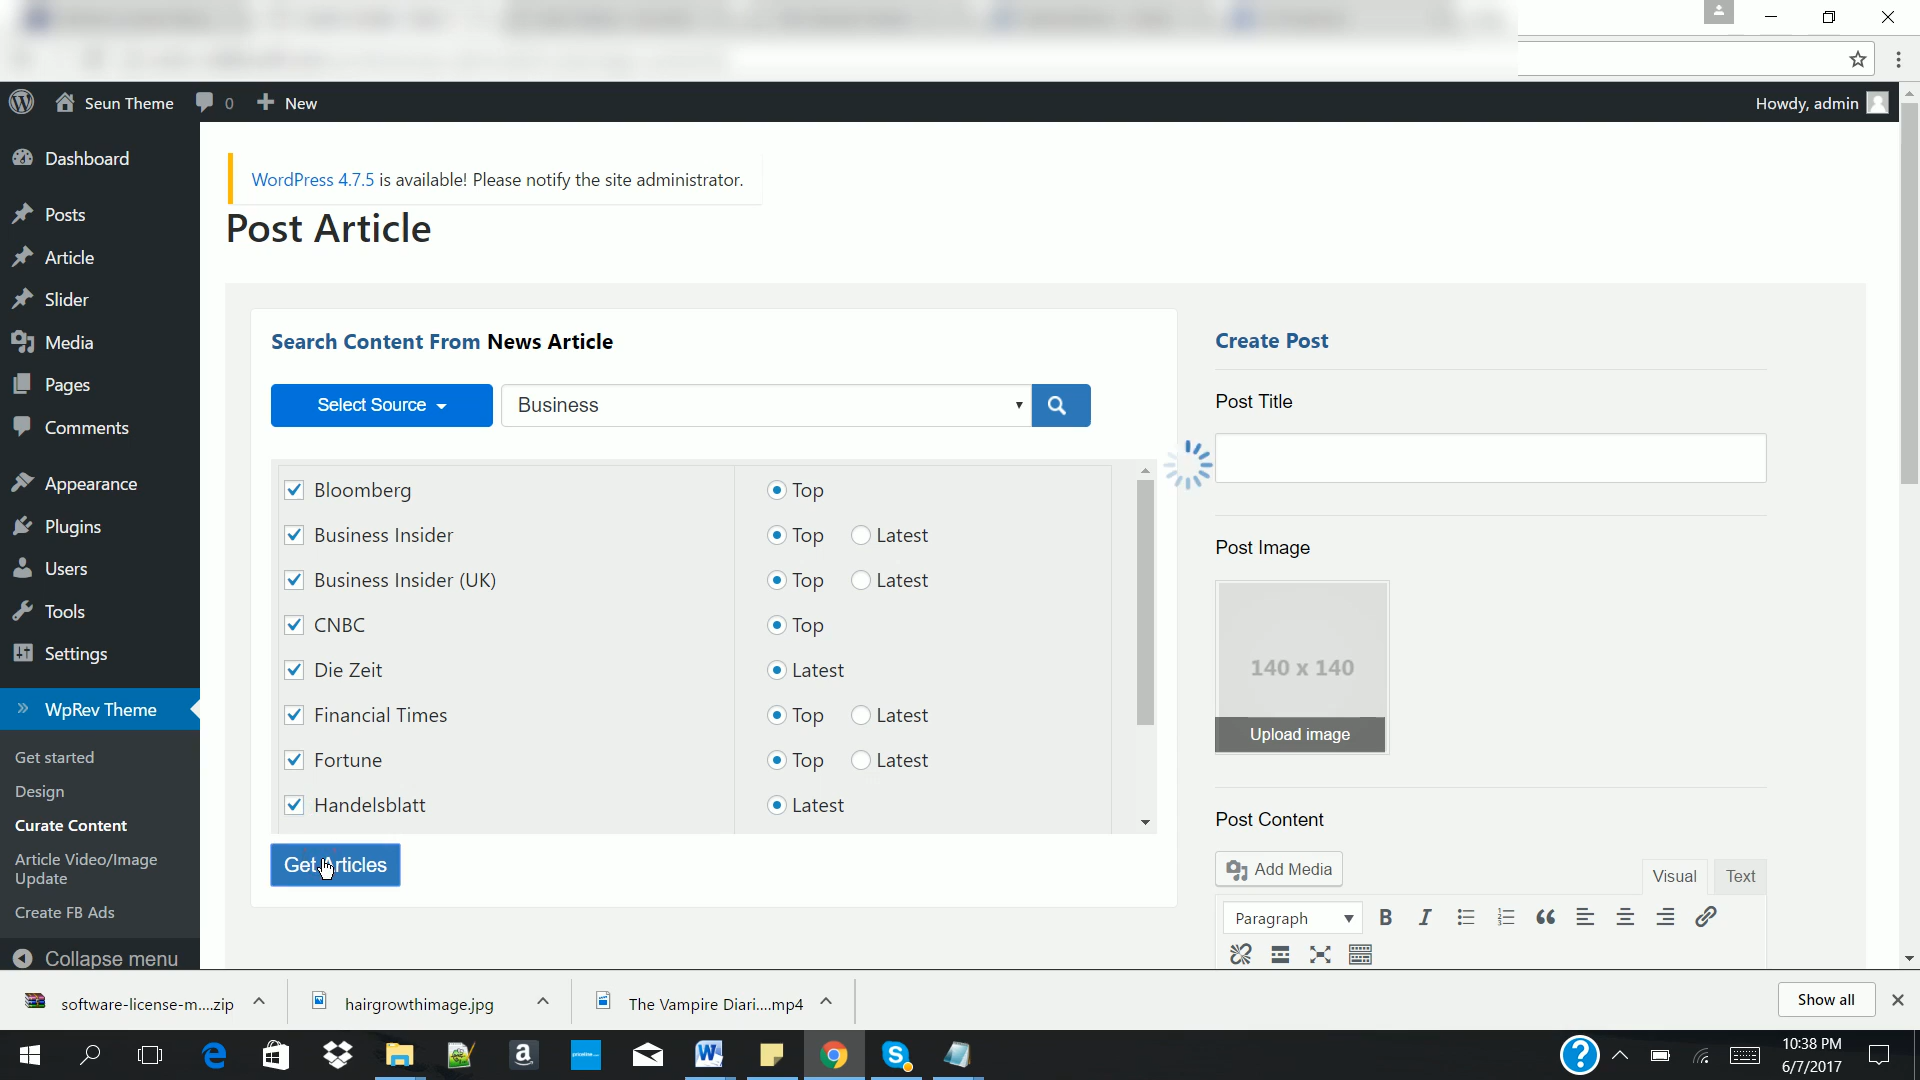 Seun Theme
0
New
Howdy, admin
Dashboard
Posts
Article
Slider
Media
Pages
Comments
Appearance
Plugins
Users
Tools
Settings
WpRev Theme
Get started
Design
Curate Content
Article Video/Image
Update
Create FB Ads
Collapse menu
WordPress 4.7.5 is available! Please notify the site administrator.
Post Article
Search Content From News Article
Select Source
Business
Bloomberg Top
Business Insider Top Latest
Business Insider (UK) Top Latest
CNBC Top
Die Zeit Latest
Financial Times Top Latest
Fortune Top Latest
Handelsblatt Latest
Get Articles
Create Post
Post Title
Post Image
140 x 140
Upload image
Post Content
Add Media
Visual Text
Paragraph
B I
software-license-m....zip
hairgrowthimage.jpg
The Vampire Diari....mp4
Show all
10:38 PM
6/7/2017